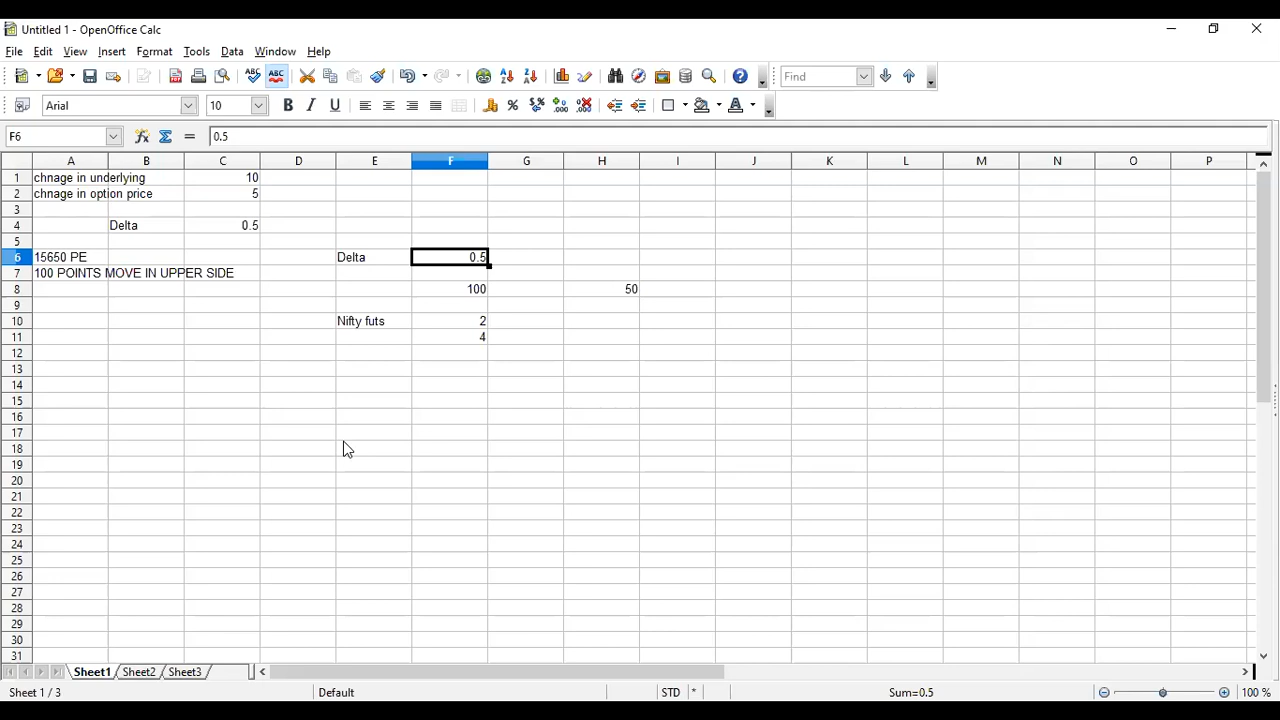 Untitled 1 - OpenOffice Calc
File Edit View Insert Format Tools Data Window Help
Find
Arial 10
F6 0.5
A B C D E F G H I J K L M N O P
1 chnage in underlying 10
2 chnage in option price 5
3
4 Delta 0.5
5
6 15650 PE Delta 0.5
7 100 POINTS MOVE IN UPPER SIDE
8 100 50
9
10 Nifty futs 2
11 4
12
13
14
15
16
17
18
19
20
21
22
23
24
25
26
27
28
29
30
31
Sheet1 Sheet2 Sheet3
Sheet 1 / 3 Default STD * Sum=0.5 100 %